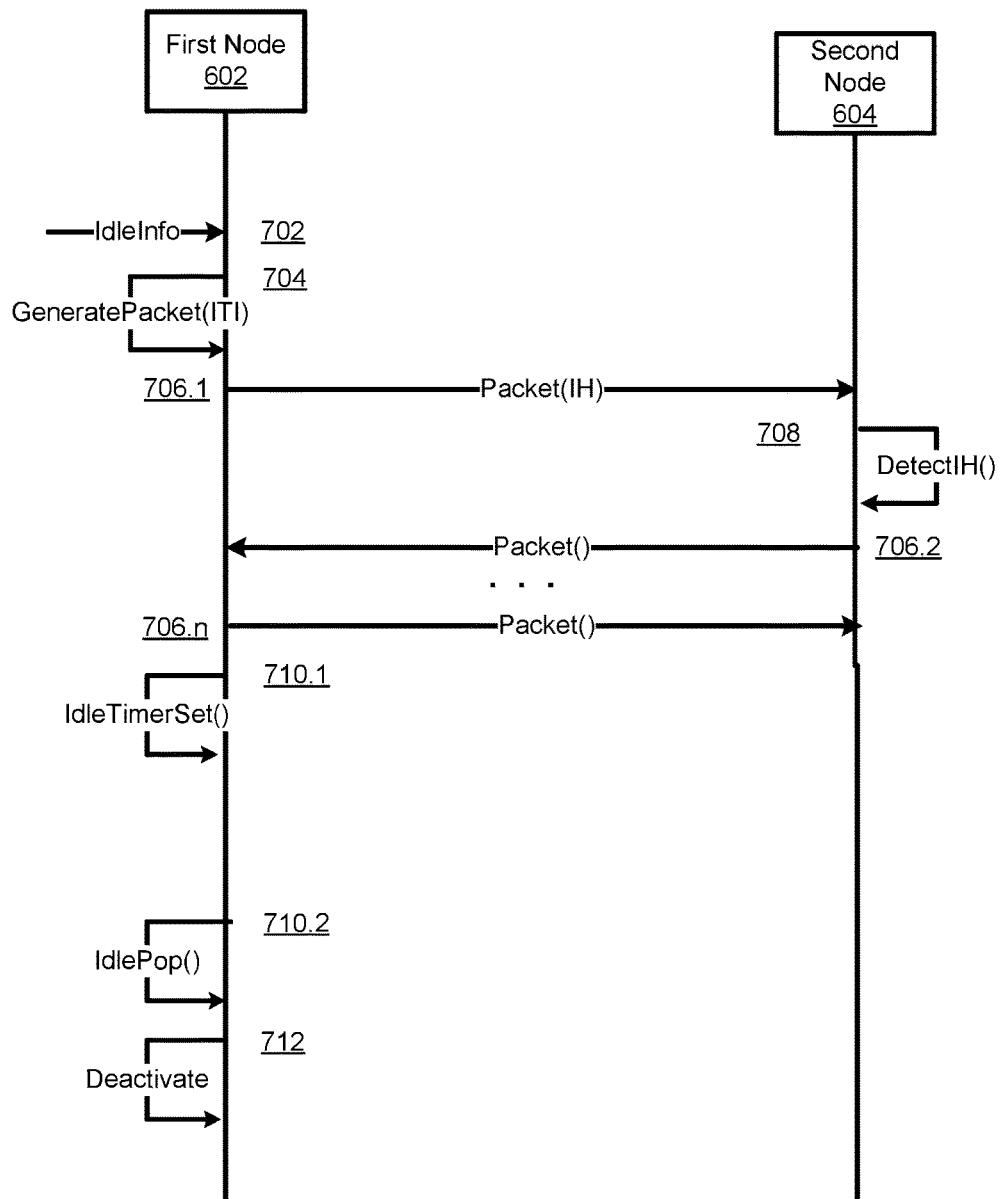 First Node
602
Second
Node
604
IdleInfo
702
704
GeneratePacket(ITI)
706.1
Packet(IH)
708
DetectIH()
Packet()
706.2
. . .
706.n
Packet()
710.1
IdleTimerSet()
710.2
IdlePop()
712
Deactivate